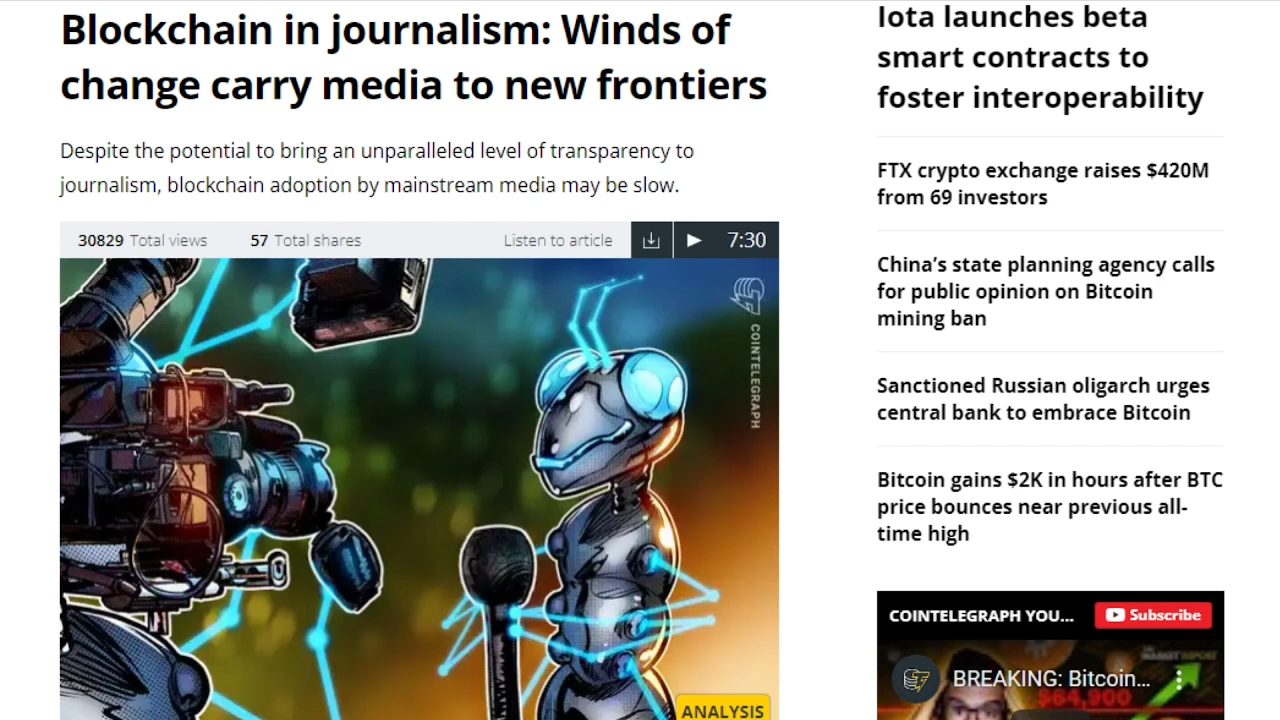 Blockchain in journalism: Winds of
change carry media to new frontiers
Despite the potential to bring an unparalleled level of transparency to
journalism, blockchain adoption by mainstream media may be slow.
30829 Total views 57 Total shares Listen to article 7:30
COINTELEGRAPH
ANALYSIS
Iota launches beta
smart contracts to
foster interoperability
FTX crypto exchange raises $420M
from 69 investors
China’s state planning agency calls
for public opinion on Bitcoin
mining ban
Sanctioned Russian oligarch urges
central bank to embrace Bitcoin
Bitcoin gains $2K in hours after BTC
price bounces near previous all-
time high
COINTELEGRAPH YOU... Subscribe
MARKET REPORT
BREAKING: Bitcoin...
$64,900